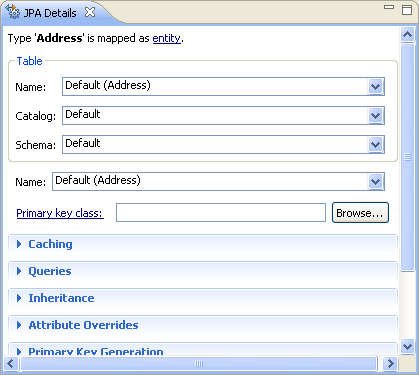 JPA Details
Type 'Address' is mapped as entity.
Table
Name: Default (Address)
Catalog: Default
Schema: Default
Name: Default (Address)
Primary key class: Browse...
Caching
Queries
Inheritance
Attribute Overrides
Primary Key Generation